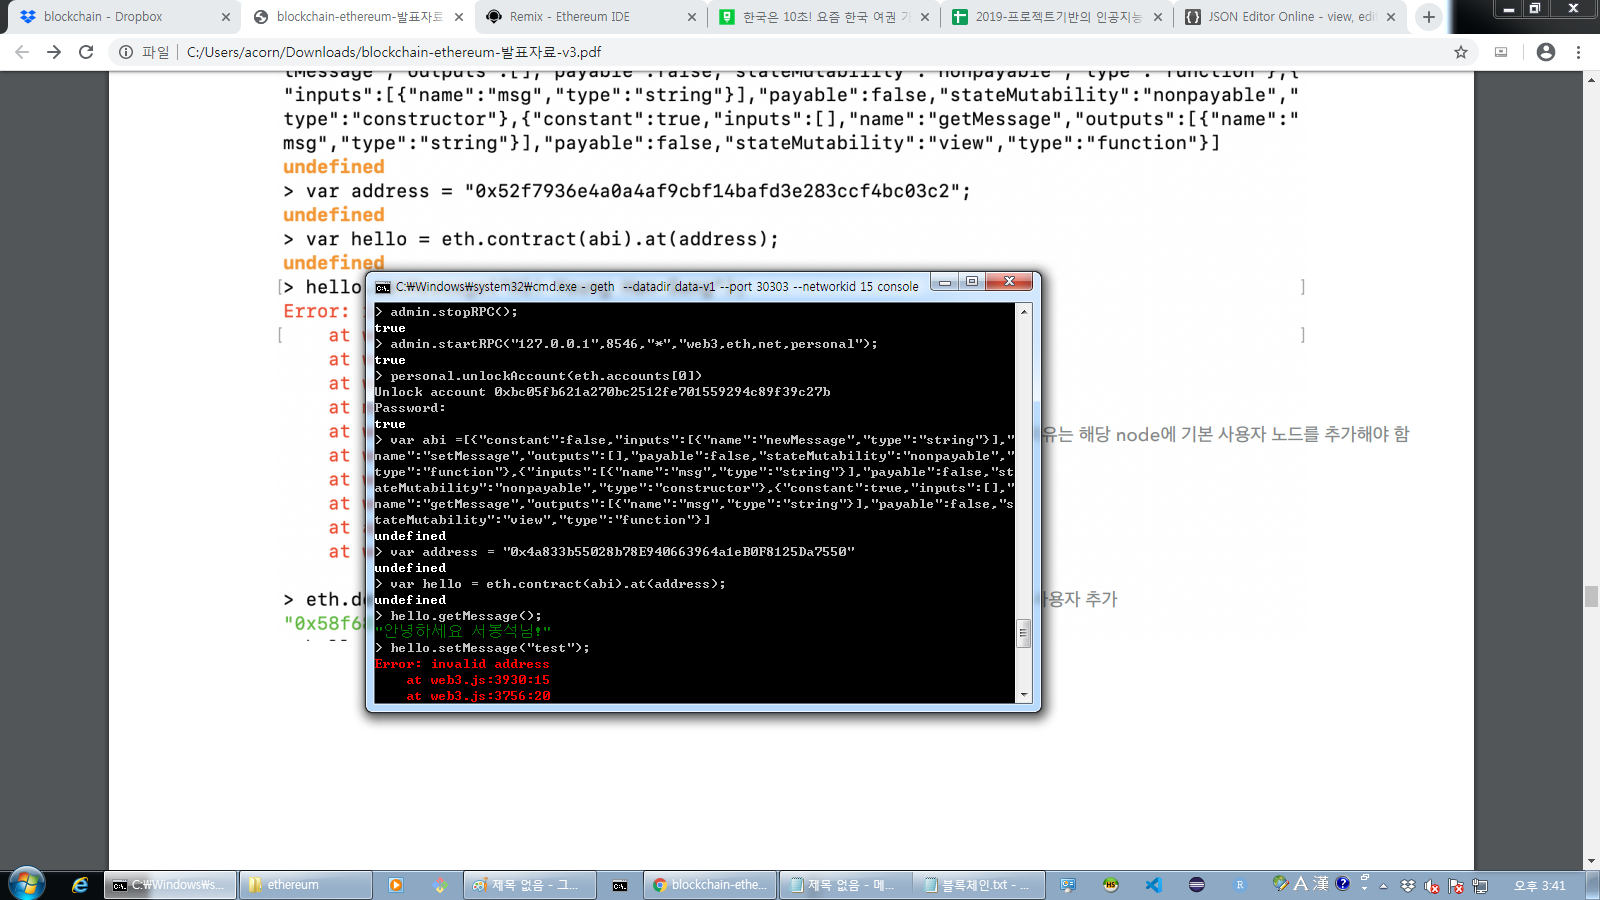 blockchain - Dropbox
blockchain-ethereum-발표자료
Remix - Ethereum IDE
한국은 10초! 요즘 한국 여권
2019-프로젝트기반의 인공지능
JSON Editor Online - view, edi
파일 C:/Users/acorn/Downloads/blockchain-ethereum-발표자료-v3.pdf
tMessage","outputs":[],"payable":false,"stateMutability":"nonpayable","type":"function"},{
"inputs":[{"name":"msg","type":"string"}],"payable":false,"stateMutability":"nonpayable","
type":"constructor"},{"constant":true,"inputs":[],"name":"getMessage","outputs":[{"name":"
msg","type":"string"}],"payable":false,"stateMutability":"view","type":"function"}]
undefined
> var address = "0x52f7936e4a0a4af9cbf14bafd3e283ccf4bc03c2";
undefined
> var hello = eth.contract(abi).at(address);
undefined
[> hello ]
Error:
[ at ]
at
at
at
at
유는 해당 node에 기본 사용자 노드를 추가해야 함
at
at
at
at
at
> eth.de
사용자 추가
"0x58f68
C:₩Windows₩system32₩cmd.exe - geth --datadir data-v1 --port 30303 --networkid 15 console
> admin.stopRPC();
true
> admin.startRPC("127.0.0.1",8546,"*","web3,eth,net,personal");
true
> personal.unlockAccount(eth.accounts[0])
Unlock account 0xbc05fb621a270bc2512fe701559294c89f39c27b
Password:
true
> var abi =[{"constant":false,"inputs":[{"name":"newMessage","type":"string"}],"
name":"setMessage","outputs":[],"payable":false,"stateMutability":"nonpayable","
type":"function"},{"inputs":[{"name":"msg","type":"string"}],"payable":false,"st
ateMutability":"nonpayable","type":"constructor"},{"constant":true,"inputs":[],"
name":"getMessage","outputs":[{"name":"msg","type":"string"}],"payable":false,"s
tateMutability":"view","type":"function"}]
undefined
> var address = "0x4a833b55028b78E940663964a1eB0F8125Da7550"
undefined
> var hello = eth.contract(abi).at(address);
undefined
> hello.getMessage();
"안녕하세요 서봉석님!"
> hello.setMessage("test");
Error: invalid address
at web3.js:3930:15
at web3.js:3756:20
C:₩Windows₩s...
ethereum
제목 없음 - 그...
blockchain-ethe...
제목 없음 - 메...
블록체인.txt - ...
A 漢
오후 3:41